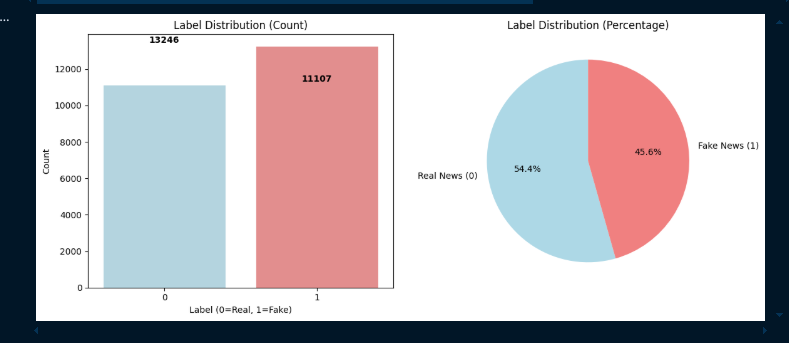 ...
Label Distribution (Count)
13246
11107
12000
10000
8000
6000
4000
2000
0
Count
0
1
Label (0=Real, 1=Fake)
Label Distribution (Percentage)
Fake News (1)
45.6%
54.4%
Real News (0)